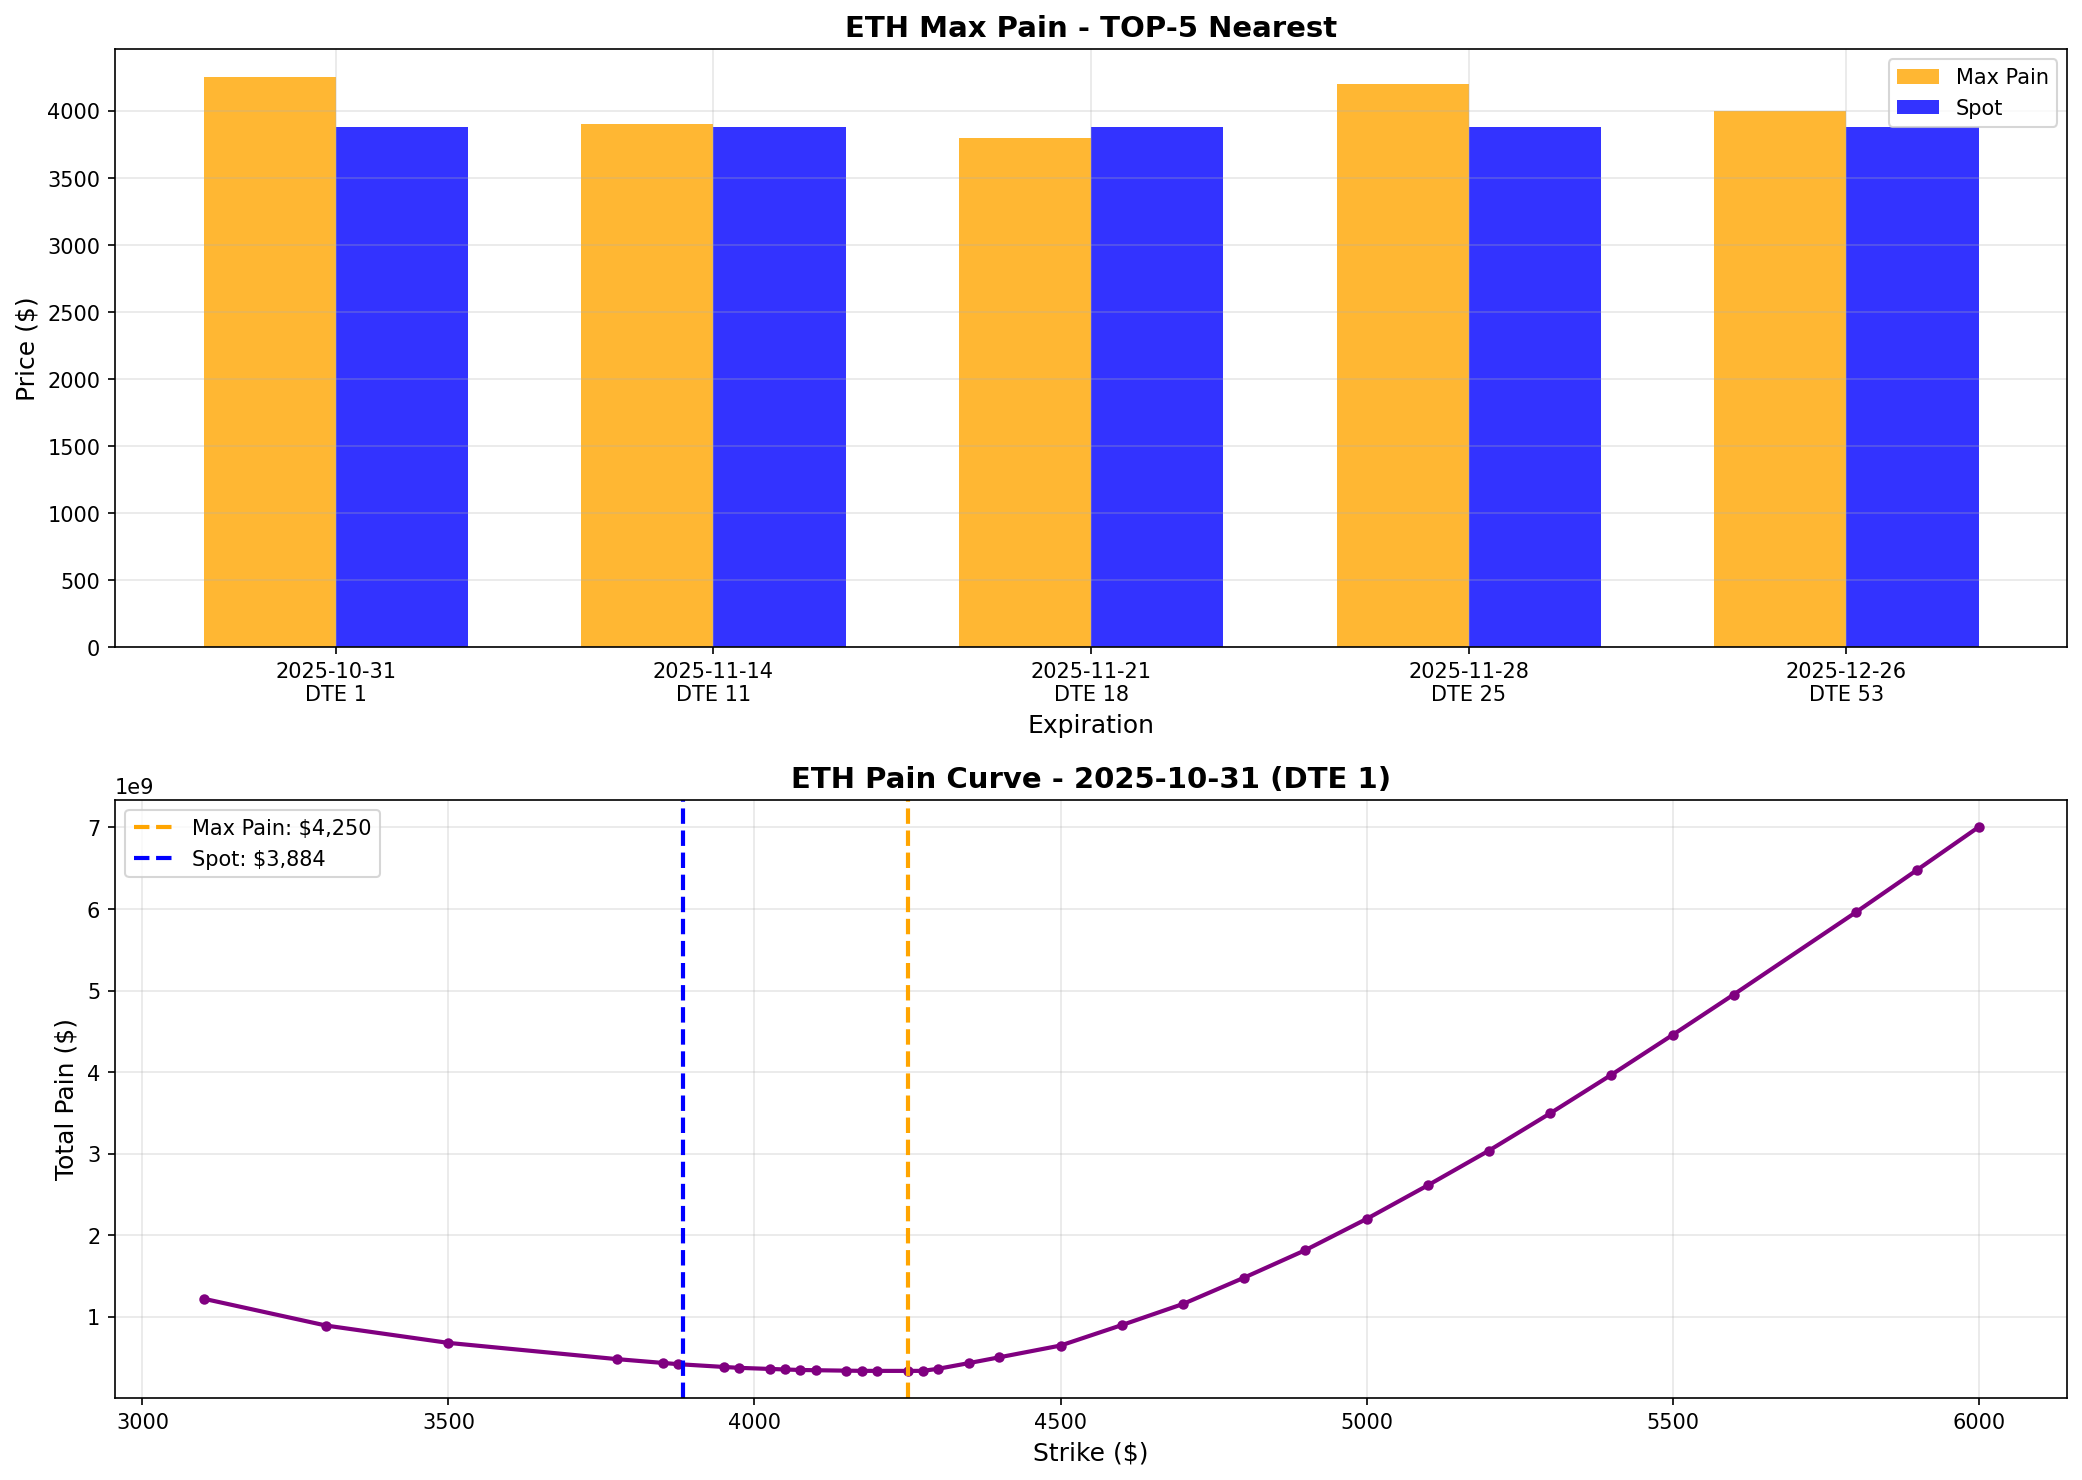 ETH Max Pain - TOP-5 Nearest
Max Pain
Spot
Price ($)
4000
3500
3000
2500
2000
1500
1000
500
0
2025-10-31 2025-11-14 2025-11-21 2025-11-28 2025-12-26
DTE 1 DTE 11 DTE 18 DTE 25 DTE 53
Expiration
ETH Pain Curve - 2025-10-31 (DTE 1)
1e9
Max Pain: $4,250
Spot: $3,884
Total Pain ($)
7
6
5
4
3
2
1
3000 3500 4000 4500 5000 5500 6000
Strike ($)